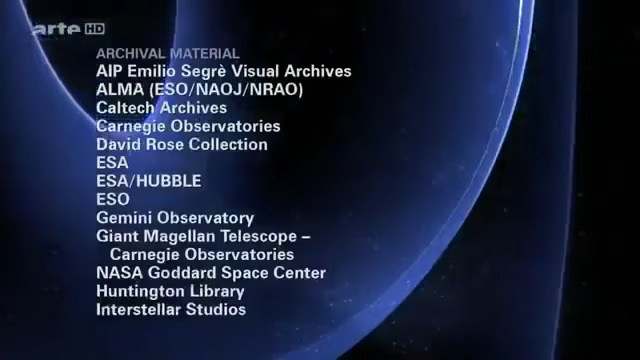 arte HD
ARCHIVAL MATERIAL
AIP Emilio Segrè Visual Archives
ALMA (ESO/NAOJ/NRAO)
Caltech Archives
Carnegie Observatories
David Rose Collection
ESA
ESA/HUBBLE
ESO
Gemini Observatory
Giant Magellan Telescope –
Carnegie Observatories
NASA Goddard Space Center
Huntington Library
Interstellar Studios